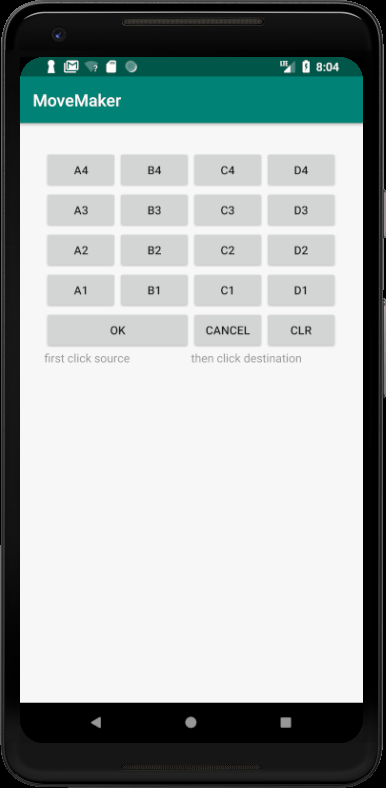 LTE 8:04
MoveMaker
A4 B4 C4 D4
A3 B3 C3 D3
A2 B2 C2 D2
A1 B1 C1 D1
OK CANCEL CLR
first click source then click destination